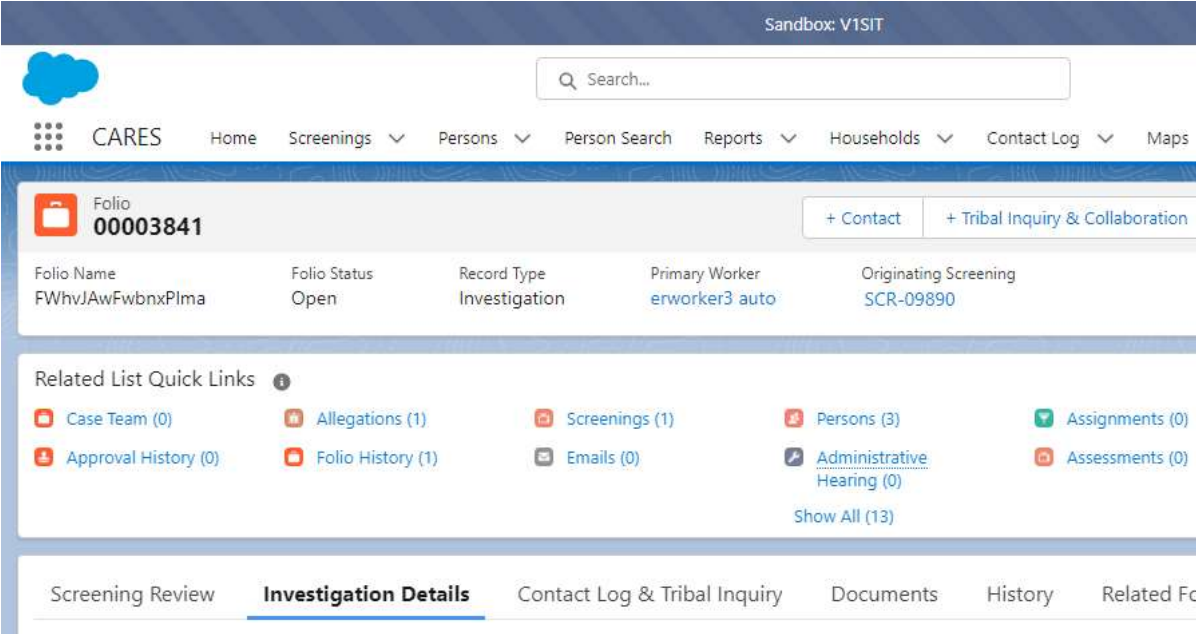 Sandbox: V1SIT
Search...
CARES Home Screenings Persons Person Search Reports Households Contact Log Maps
Folio
00003841
+ Contact + Tribal Inquiry & Collaboration
Folio Name Folio Status Record Type Primary Worker Originating Screening
FWhvJAwFwbnxPlma Open Investigation erworker3 auto SCR-09890
Related List Quick Links
Case Team (0) Allegations (1) Screenings (1) Persons (3) Assignments (0)
Approval History (0) Folio History (1) Emails (0) Administrative Assessments (0)
Hearing (0)
Show All (13)
Screening Review Investigation Details Contact Log & Tribal Inquiry Documents History Related Fo